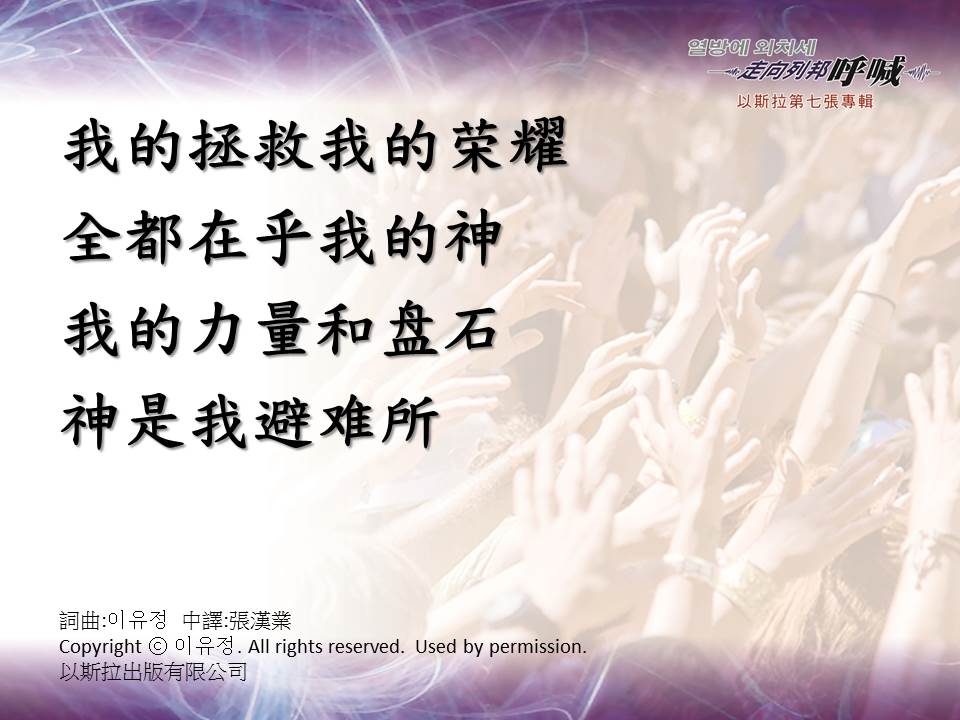 열방에 외치세
走向列邦呼喊
以斯拉第七張專輯
我的拯救我的荣耀
全都在乎我的神
我的力量和盘石
神是我避难所
詞曲:이유정 中譯:張漢業
Copyright ⓒ 이유정. All rights reserved. Used by permission.
以斯拉出版有限公司